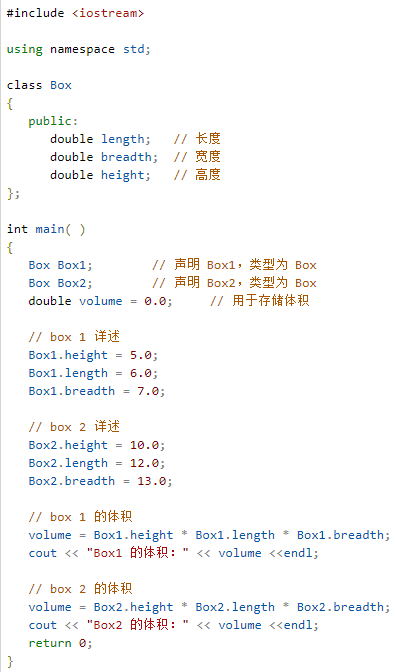 #include <iostream>
using namespace std;
class Box
{
   public:
      double length;   // 长度
      double breadth;  // 宽度
      double height;   // 高度
};
int main( )
{
   Box Box1;        // 声明 Box1，类型为 Box
   Box Box2;        // 声明 Box2，类型为 Box
   double volume = 0.0;     // 用于存储体积
   // box 1 详述
   Box1.height = 5.0;
   Box1.length = 6.0;
   Box1.breadth = 7.0;
   // box 2 详述
   Box2.height = 10.0;
   Box2.length = 12.0;
   Box2.breadth = 13.0;
   // box 1 的体积
   volume = Box1.height * Box1.length * Box1.breadth;
   cout << "Box1 的体积：" << volume <<endl;
   // box 2 的体积
   volume = Box2.height * Box2.length * Box2.breadth;
   cout << "Box2 的体积：" << volume <<endl;
   return 0;
}